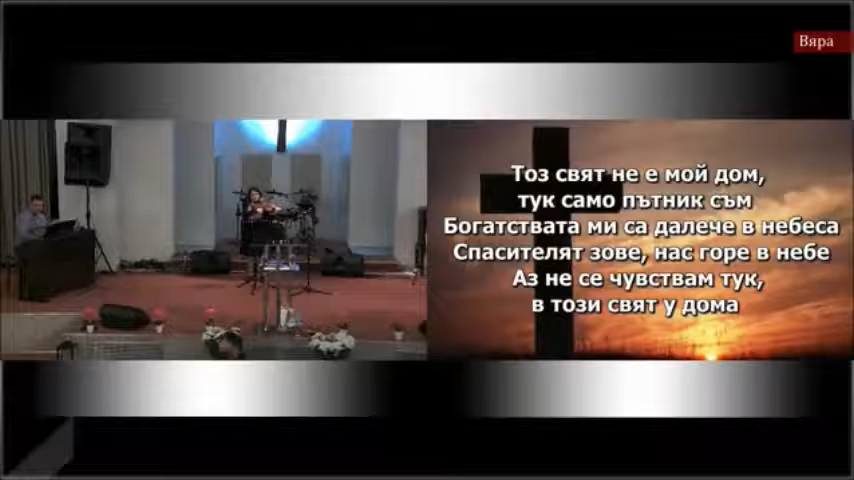 Вяра
Тоз свят не е мой дом,
тук само пътник съм
Богатствата ми са далече в небеса
Спасителят зове, нас горе в небе
Аз не се чувствам тук,
в този свят у дома